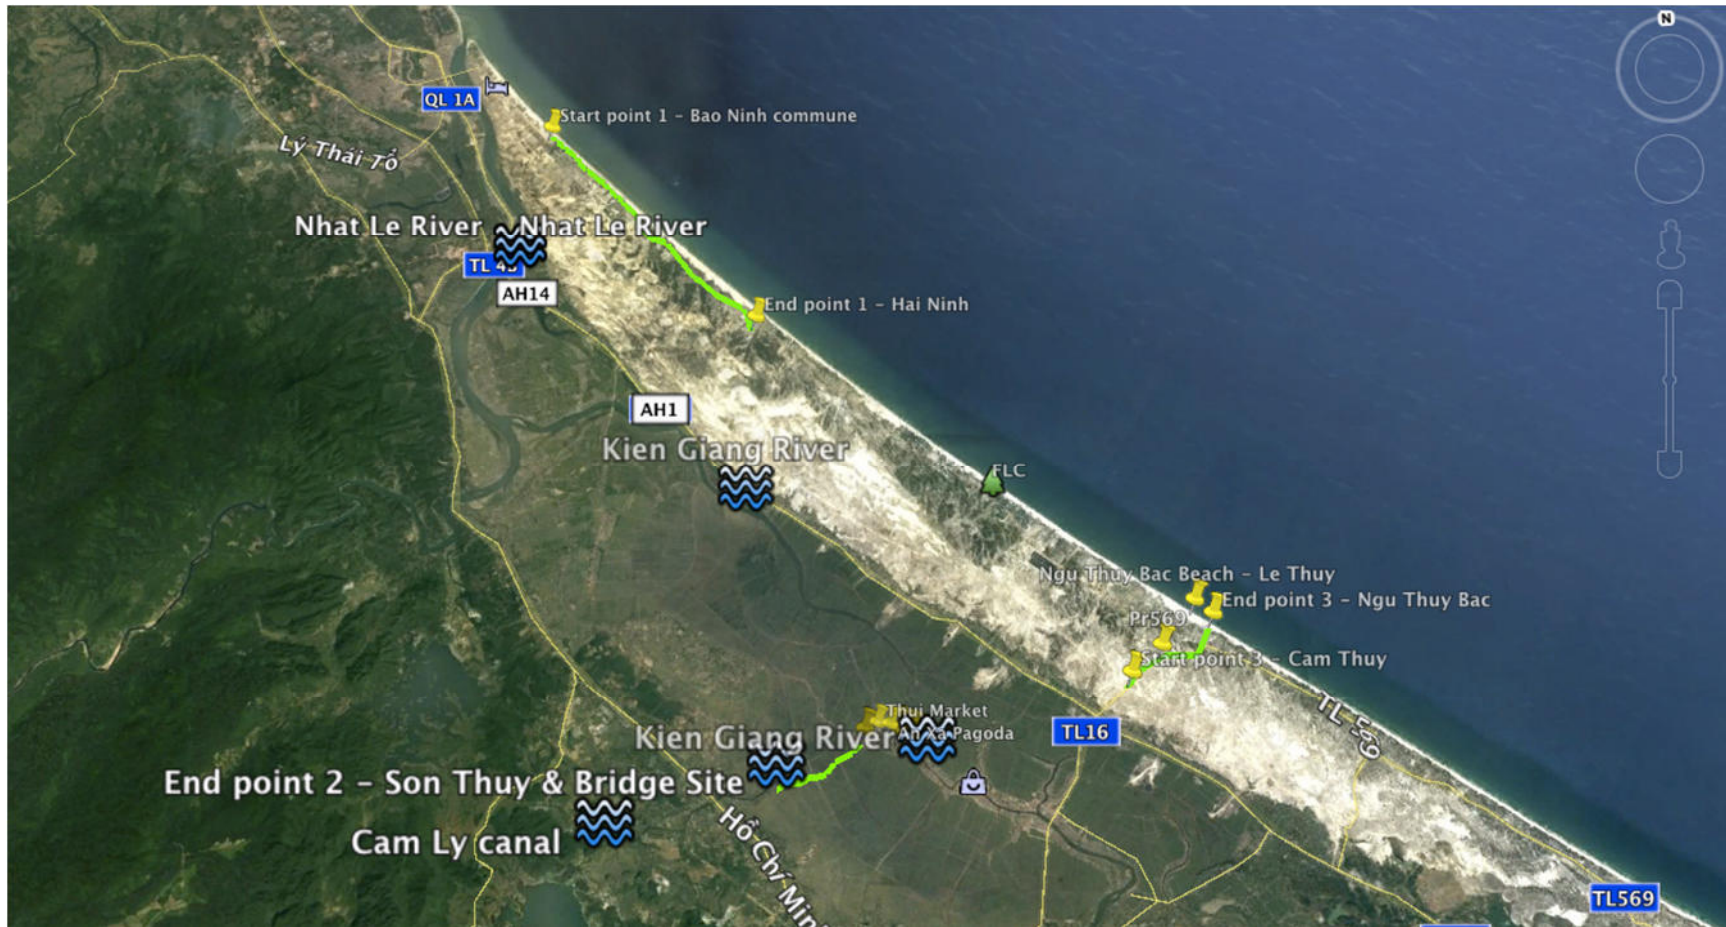 N
QL 1A
Start point 1 – Bao Ninh commune
Lý Thái Tổ
Nhat Le River
Nhat Le River
AH14
End point 1 – Hai Ninh
AH1
Kien Giang River
FLC
Ngu Thuy Bac Beach – Le Thuy
End point 3 – Ngu Thuy Bac
Pr569
Start point 3 – Cam Thuy
TL 569
Thui Market
TL16
An Xa Pagoda
Kien Giang River
End point 2 – Son Thuy & Bridge Site
Cam Ly canal
Hồ Chí Minh
TL569